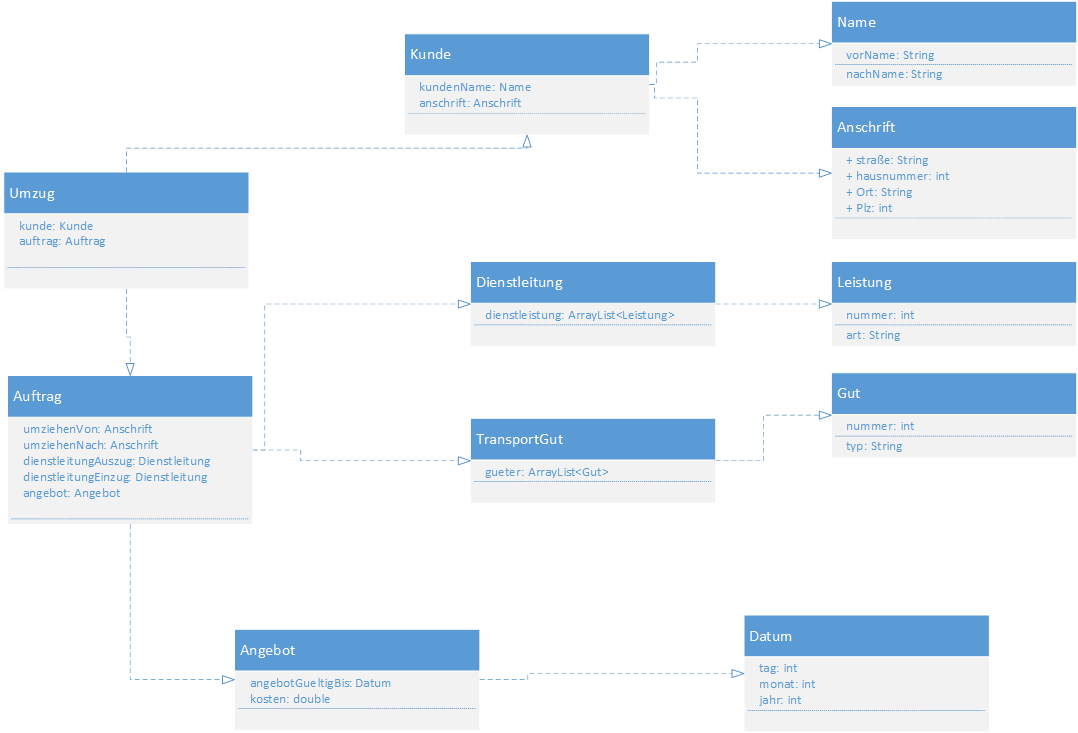 Name
vorName: String
nachName: String
Kunde
kundenName: Name
anschrift: Anschrift
Anschrift
+ straße: String
+ hausnummer: int
+ Ort: String
+ Plz: int
Umzug
kunde: Kunde
auftrag: Auftrag
Dienstleitung
dienstleistung: ArrayList<Leistung>
Leistung
nummer: int
art: String
Auftrag
umziehenVon: Anschrift
umziehenNach: Anschrift
dienstleitungAuszug: Dienstleitung
dienstleitungEinzug: Dienstleitung
angebot: Angebot
TransportGut
gueter: ArrayList<Gut>
Gut
nummer: int
typ: String
Angebot
angebotGueltigBis: Datum
kosten: double
Datum
tag: int
monat: int
jahr: int